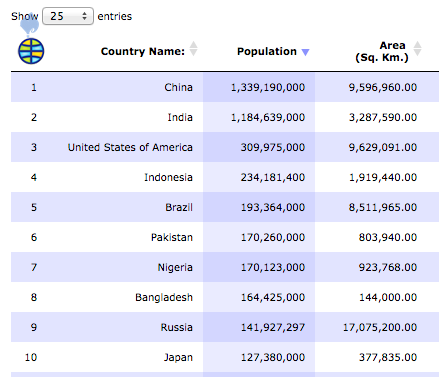 Show 25 entries
Country Name: Population Area
(Sq. Km.)
1 China 1,339,190,000 9,596,960.00
2 India 1,184,639,000 3,287,590.00
3 United States of America 309,975,000 9,629,091.00
4 Indonesia 234,181,400 1,919,440.00
5 Brazil 193,364,000 8,511,965.00
6 Pakistan 170,260,000 803,940.00
7 Nigeria 170,123,000 923,768.00
8 Bangladesh 164,425,000 144,000.00
9 Russia 141,927,297 17,075,200.00
10 Japan 127,380,000 377,835.00